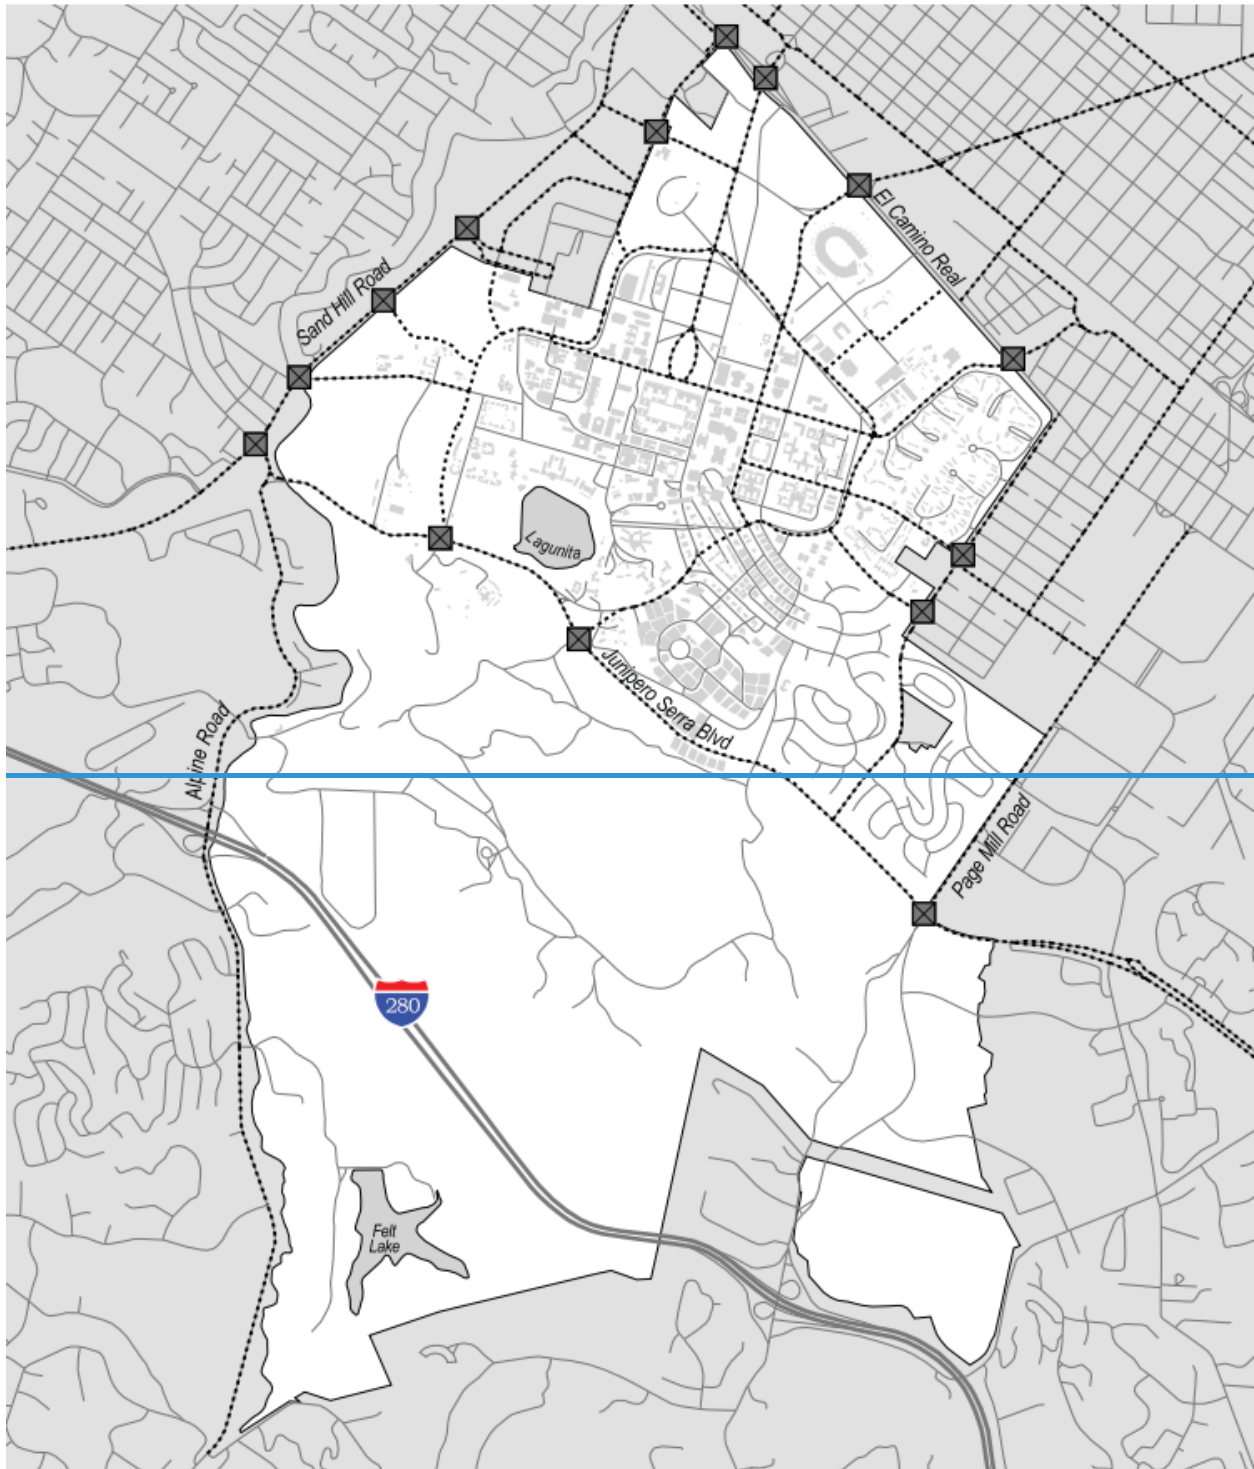 El Camino Real
Sand Hill Road
Lagunita
Junipero Serra Blvd
Alpine Road
Page Mill Road
280
Felt
Lake